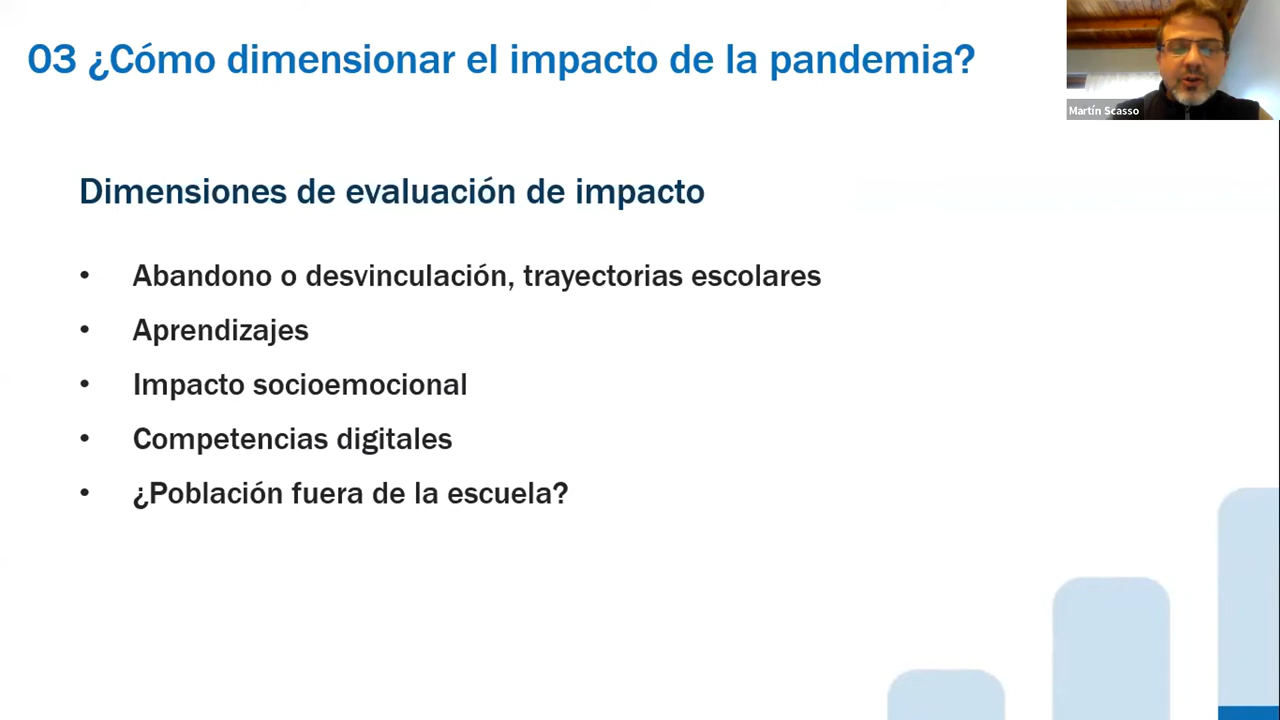 03 ¿Cómo dimensionar el impacto de la pandemia?
Martín Scasso
Dimensiones de evaluación de impacto
• Abandono o desvinculación, trayectorias escolares
• Aprendizajes
• Impacto socioemocional
• Competencias digitales
• ¿Población fuera de la escuela?